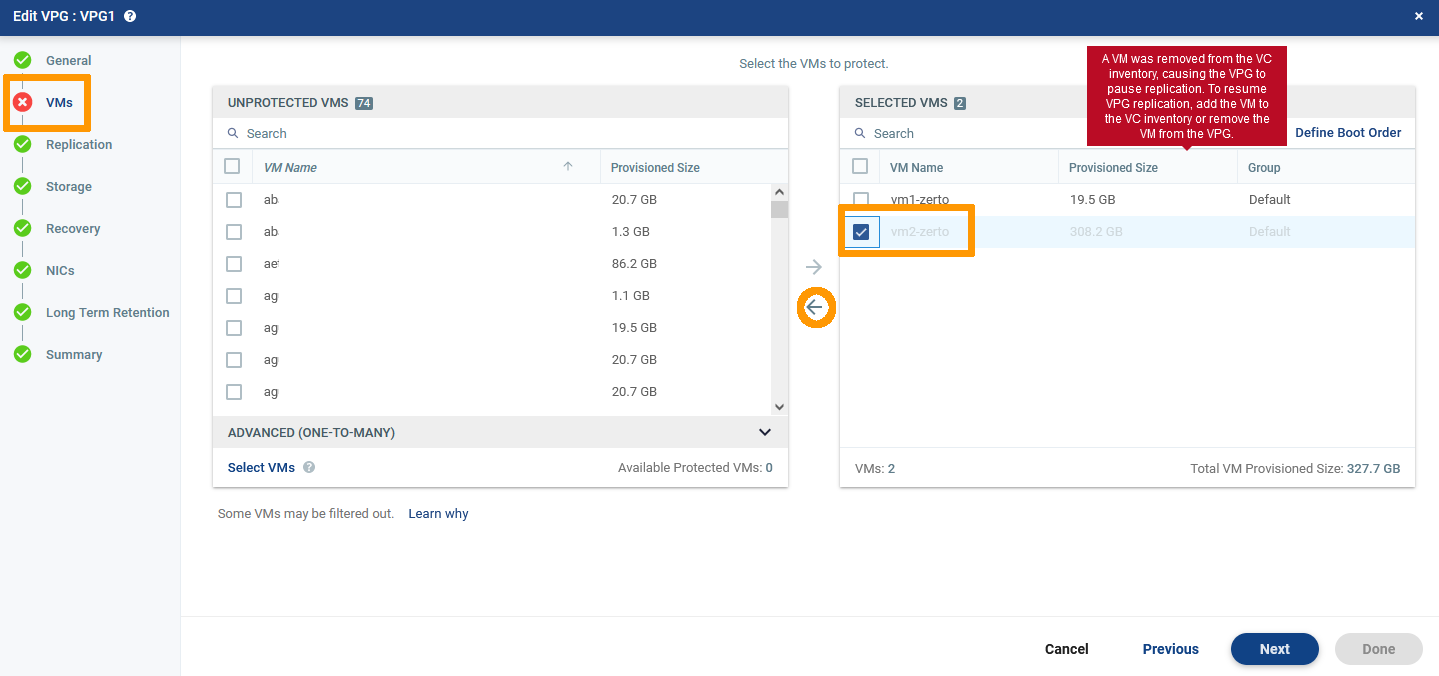 Edit VPG : VPG1 ?
General
VMs
Replication
Storage
Recovery
NICs
Long Term Retention
Summary
Select the VMs to protect.
UNPROTECTED VMS 74
Search
VM Name Provisioned Size
ab 20.7 GB
ab 1.3 GB
ae 86.2 GB
ag 1.1 GB
ag 19.5 GB
ag 20.7 GB
ag 20.7 GB
ADVANCED (ONE-TO-MANY)
Select VMs ? Available Protected VMs: 0
Some VMs may be filtered out. Learn why
A VM was removed from the VC
inventory, causing the VPG to
pause replication. To resume
VPG replication, add the VM to
the VC inventory or remove the
VM from the VPG.
SELECTED VMS 2
Search Define Boot Order
VM Name Provisioned Size Group
vm1-zerto 19.5 GB Default
vm2-zerto 308.2 GB Default
VMs: 2 Total VM Provisioned Size: 327.7 GB
Cancel Previous Next Done